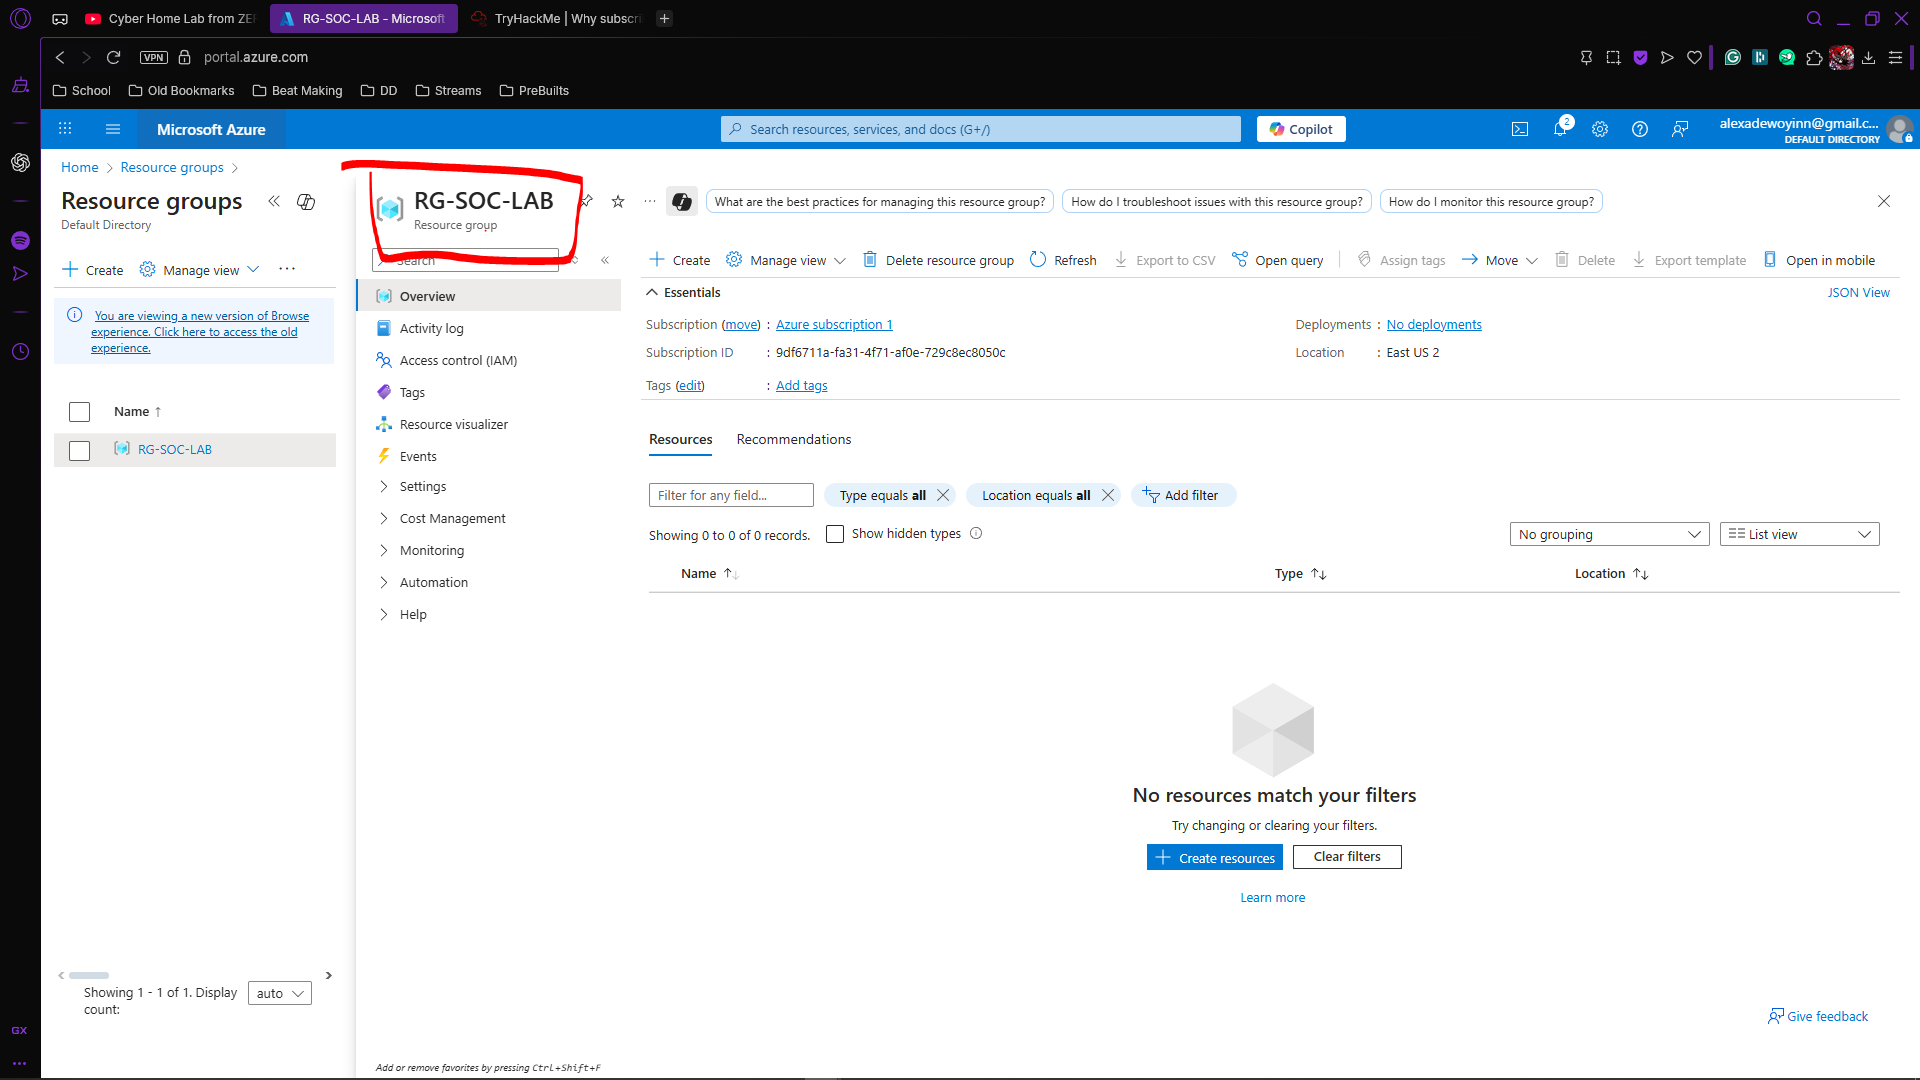 Cyber Home Lab from ZE
RG-SOC-LAB - Microsoft
TryHackMe | Why subscri
VPN
portal.azure.com
School
Old Bookmarks
Beat Making
DD
Streams
PreBuilts
Microsoft Azure
Search resources, services, and docs (G+/)
Copilot
2
alexadewoyinn@gmail.c...
DEFAULT DIRECTORY
Home
Resource groups
Resource groups
Default Directory
Create
Manage view
You are viewing a new version of Browse
experience. Click here to access the old
experience.
Name ↑
RG-SOC-LAB
Showing 1 - 1 of 1. Display
count:
auto
RG-SOC-LAB
Resource group
What are the best practices for managing this resource group?
How do I troubleshoot issues with this resource group?
How do I monitor this resource group?
Search
Overview
Activity log
Access control (IAM)
Tags
Resource visualizer
Events
Settings
Cost Management
Monitoring
Automation
Help
Add or remove favorites by pressing Ctrl+Shift+F
Create
Manage view
Delete resource group
Refresh
Export to CSV
Open query
Assign tags
Move
Delete
Export template
Open in mobile
Essentials
JSON View
Subscription (move) : Azure subscription 1
Deployments : No deployments
Subscription ID : 9df6711a-fa31-4f71-af0e-729c8ec8050c
Location : East US 2
Tags (edit) : Add tags
Resources
Recommendations
Filter for any field...
Type equals all
Location equals all
Add filter
Showing 0 to 0 of 0 records.
Show hidden types
No grouping
List view
Name ↑↓
Type ↑↓
Location ↑↓
No resources match your filters
Try changing or clearing your filters.
Create resources
Clear filters
Learn more
Give feedback
GX